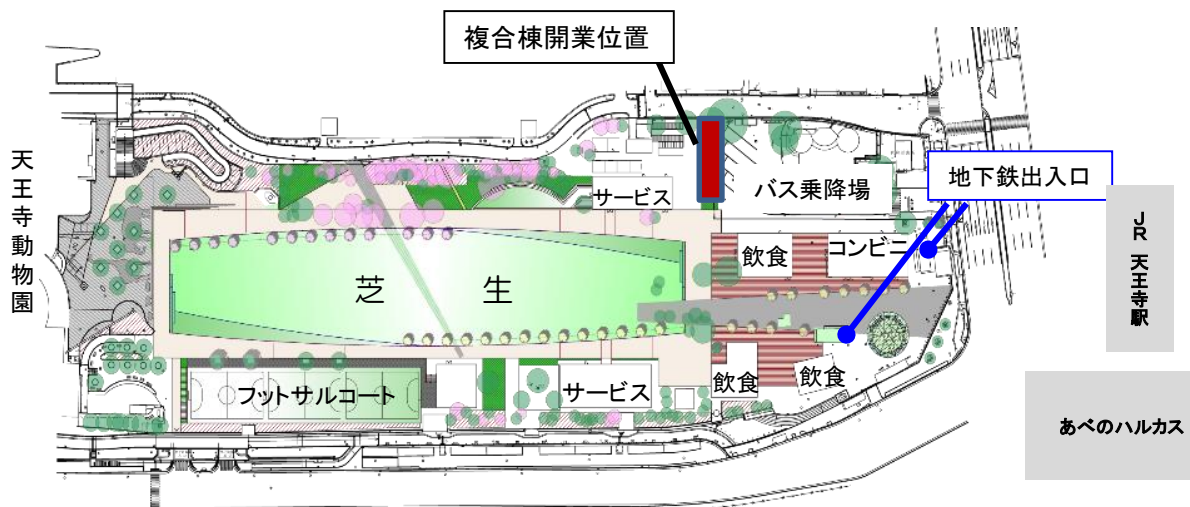 複合棟開業位置
天王寺動物園
サービス
バス乗降場
地下鉄出入口
JR 天王寺駅
飲食
コンビニ
芝生
フットサルコート
サービス
飲食
飲食
あべのハルカス